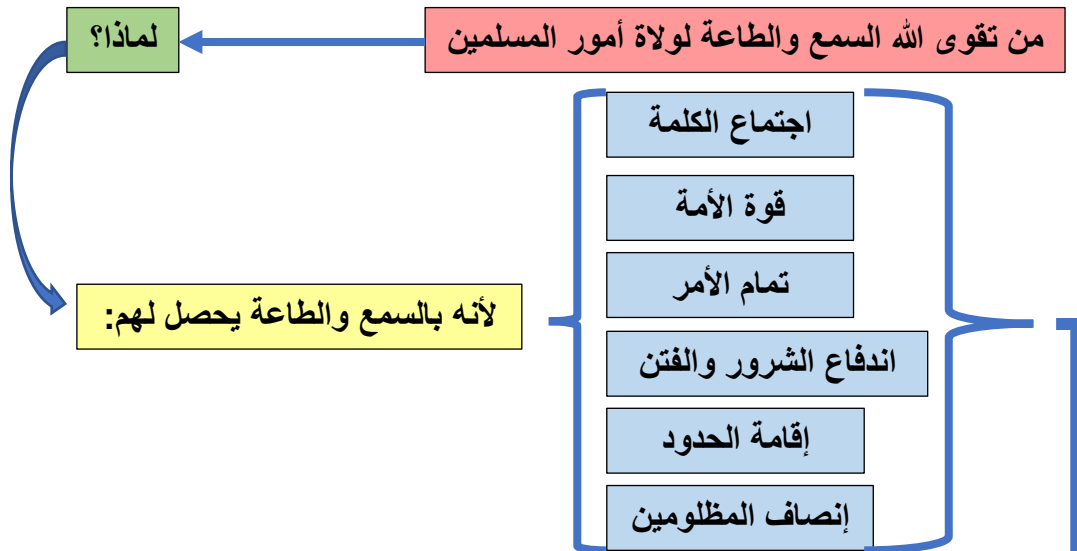 من تقوى الله السمع والطاعة لولاة أمور المسلمين
لماذا؟
لأنه بالسمع والطاعة يحصل لهم:
اجتماع الكلمة
قوة الأمة
تمام الأمر
اندفاع الشرور والفتن
إقامة الحدود
إنصاف المظلومين